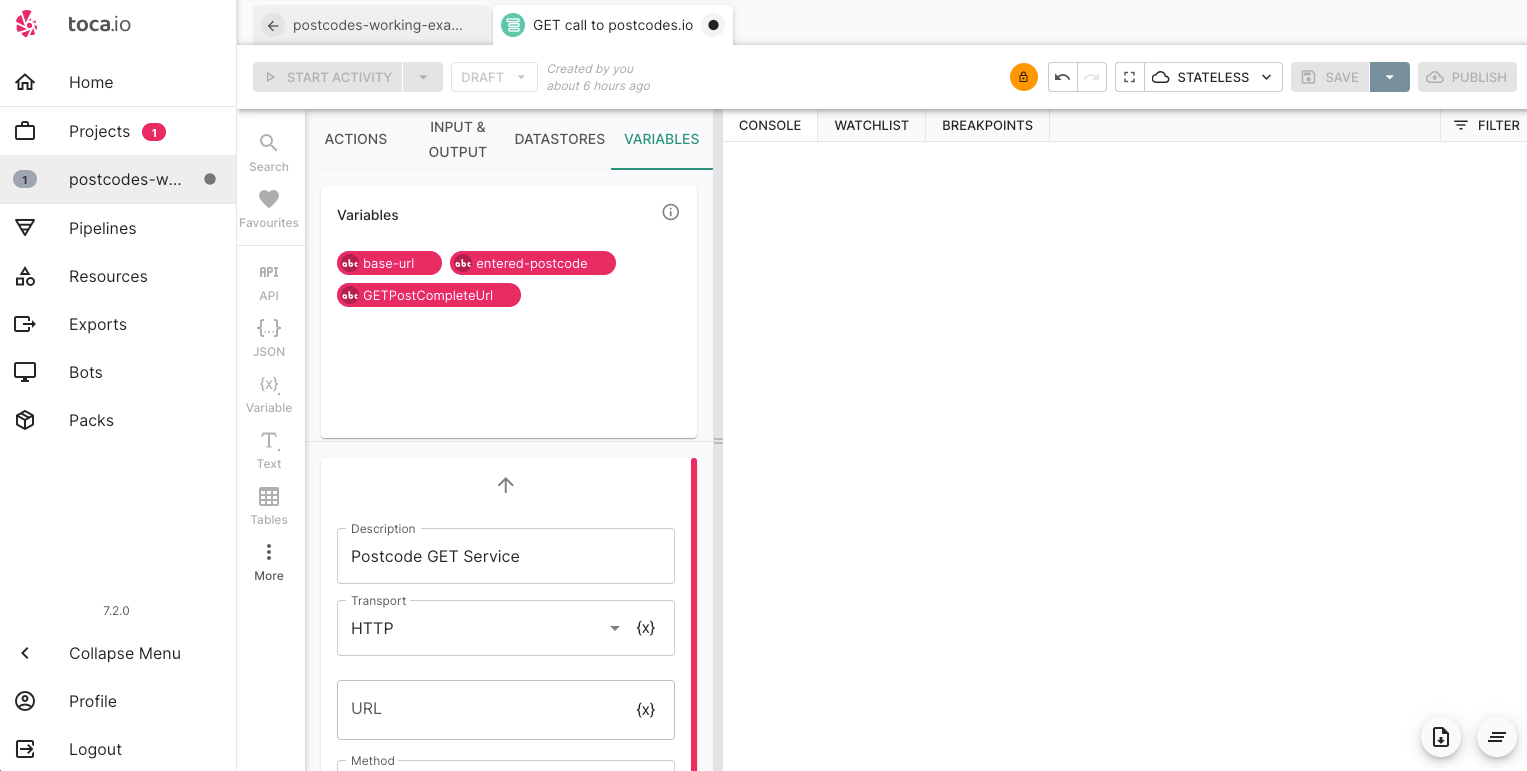 toca.io
Home
Projects 1
1 postcodes-w...
Pipelines
Resources
Exports
Bots
Packs
7.2.0
Collapse Menu
Profile
Logout
postcodes-working-exa...
GET call to postcodes.io
START ACTIVITY
DRAFT
Created by you
about 6 hours ago
STATELESS
SAVE
PUBLISH
Search
Favourites
API
API
{...}
JSON
{x}
Variable
T
Text
Tables
More
ACTIONS
INPUT &
OUTPUT
DATASTORES
VARIABLES
Variables
abc base-url
abc entered-postcode
abc GETPostCompleteUrl
Description
Postcode GET Service
Transport
HTTP
{x}
URL
{x}
Method
CONSOLE
WATCHLIST
BREAKPOINTS
FILTER